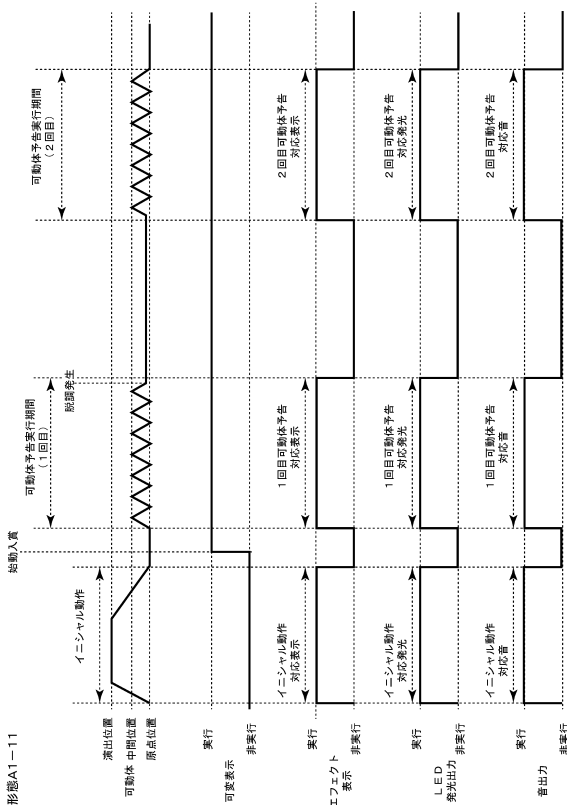 形態A1－11
始動入賞
イニシャル動作
可動体予告実行期間
（１回目）
脱調発生
可動体予告実行期間
（２回目）
演出位置
可動体 中間位置
原点位置
可変表示
実行
非実行
エフェクト
表示
実行
非実行
イニシャル動作
対応表示
１回目可動体予告
対応表示
２回目可動体予告
対応表示
ＬＥＤ
発光出力
実行
非実行
イニシャル動作
対応発光
１回目可動体予告
対応発光
２回目可動体予告
対応発光
音出力
実行
非実行
イニシャル動作
対応音
１回目可動体予告
対応音
２回目可動体予告
対応音